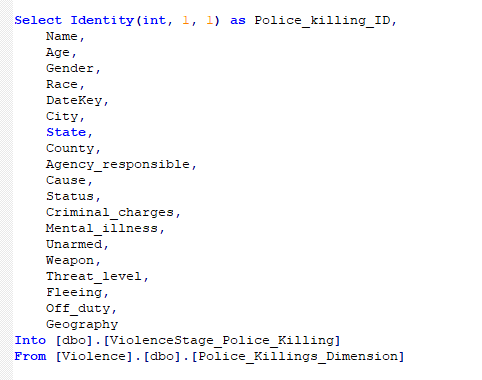 Select Identity(int, 1, 1) as Police_killing_ID,
Name,
Age,
Gender,
Race,
DateKey,
City,
State,
County,
Agency_responsible,
Cause,
Status,
Criminal_charges,
Mental_illness,
Unarmed,
Weapon,
Threat_level,
Fleeing,
Off_duty,
Geography
Into [dbo].[ViolenceStage_Police_Killing]
From [Violence].[dbo].[Police_Killings_Dimension]